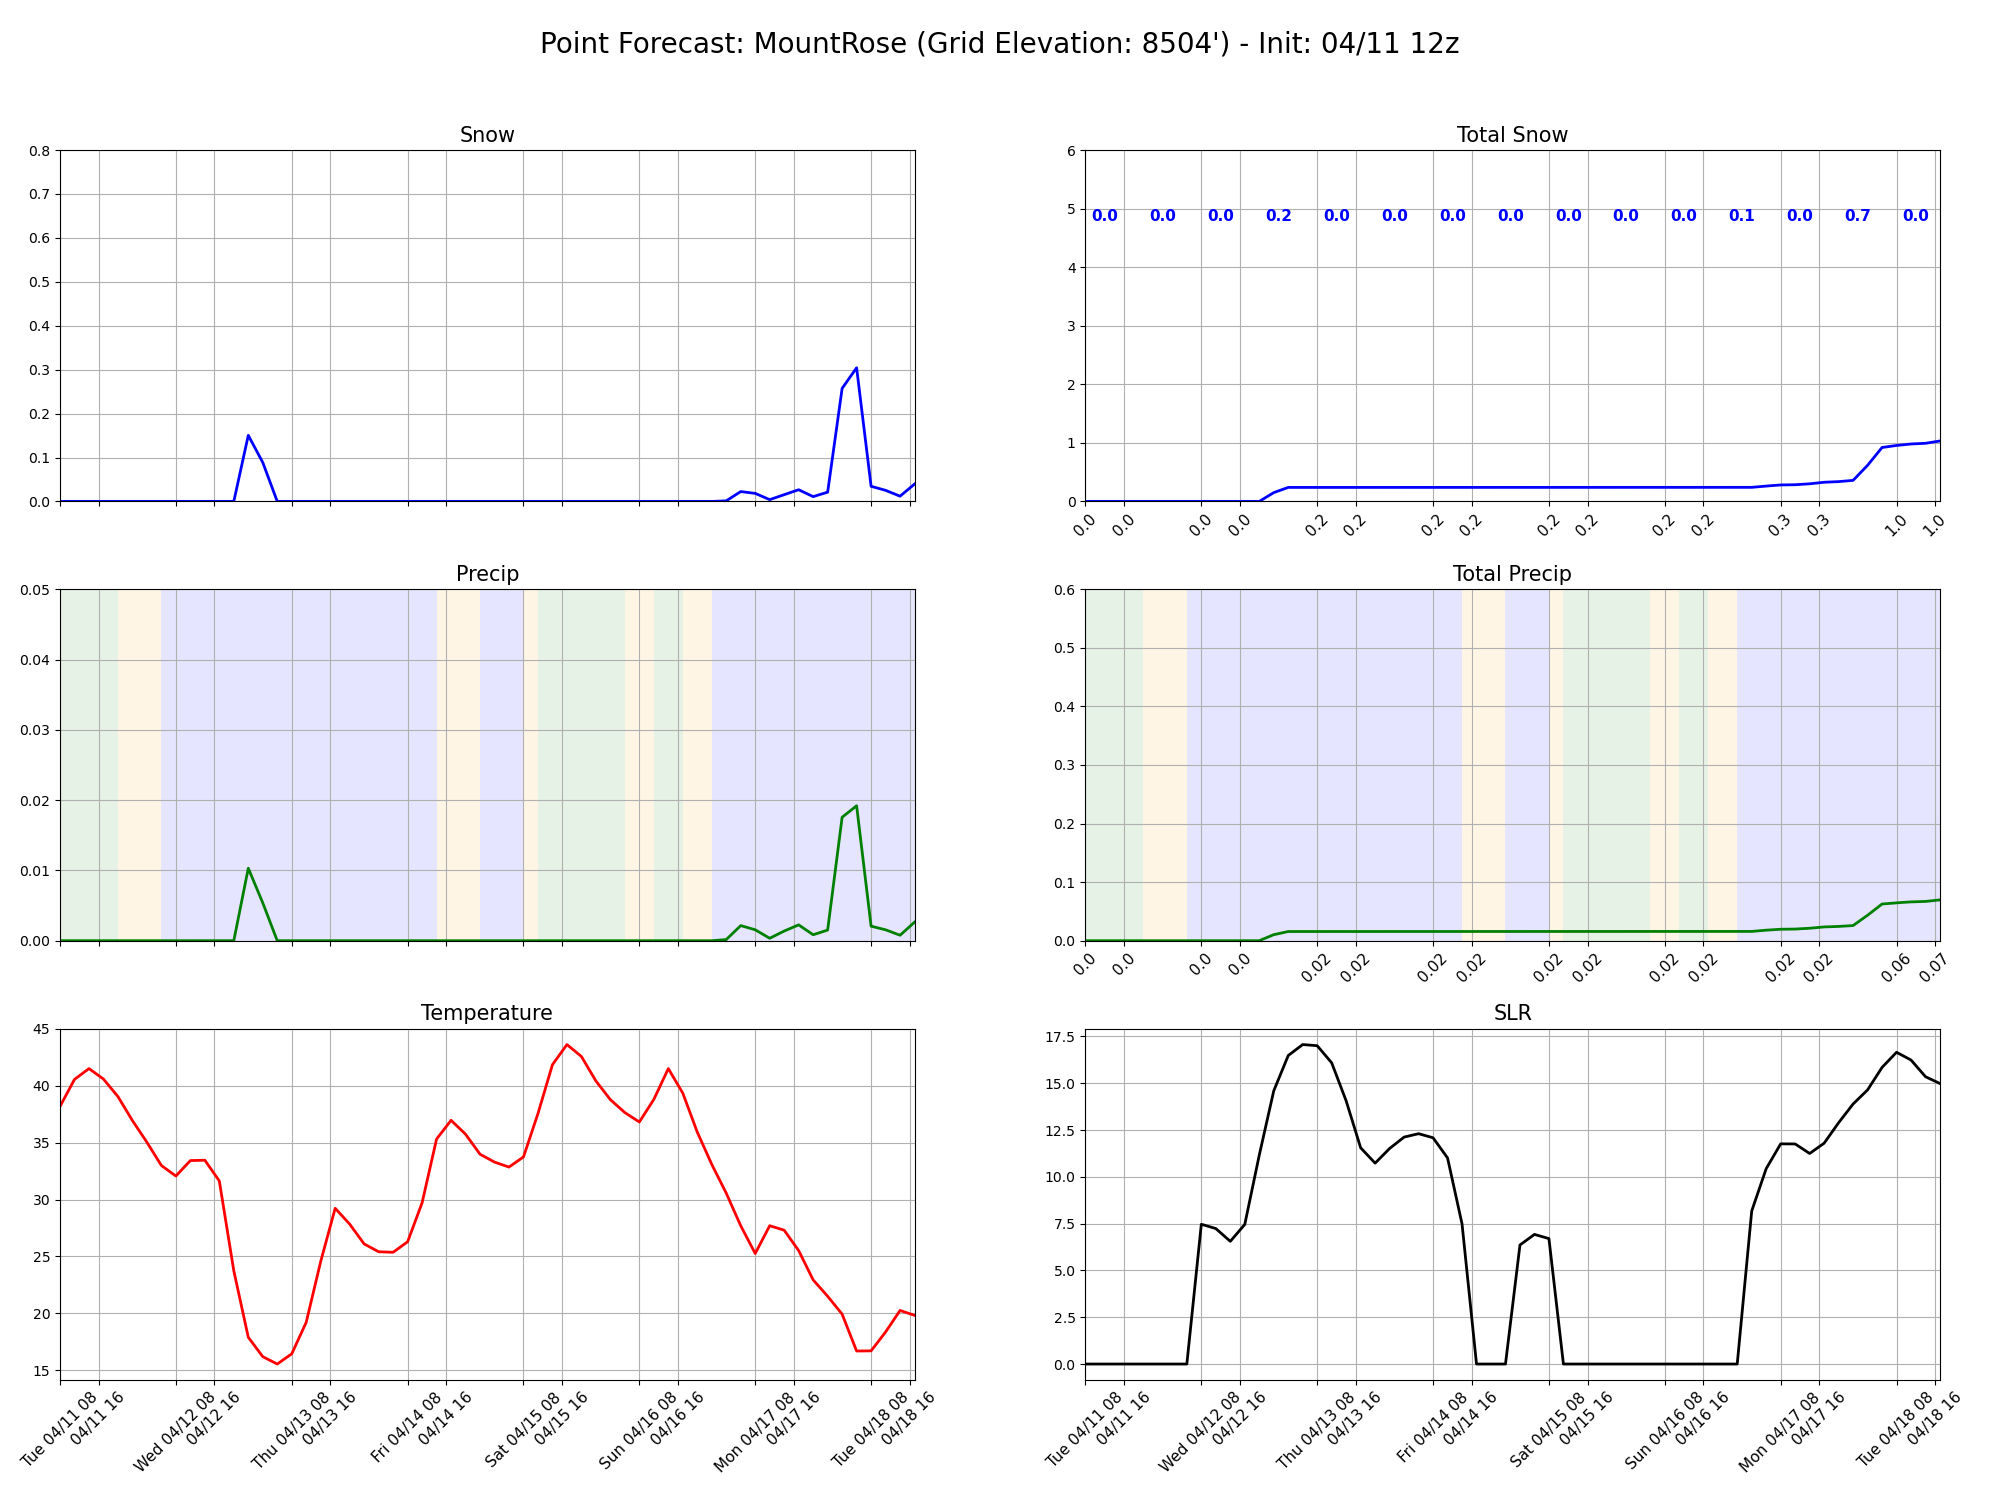 Point Forecast: MountRose (Grid Elevation: 8504') - Init: 04/11 12z
Snow
0.8
0.7
0.6
0.5
0.4
0.3
0.2
0.1
0.0
Total Snow
6
5
4
3
2
1
0
0.0 0.0 0.0 0.2 0.0 0.0 0.0 0.0 0.0 0.0 0.0 0.1 0.0 0.7 0.0
0.0 0.0 0.0 0.0 0.2 0.2 0.2 0.2 0.2 0.2 0.2 0.2 0.3 0.3 1.0 1.0
Precip
0.05
0.04
0.03
0.02
0.01
0.00
Total Precip
0.6
0.5
0.4
0.3
0.2
0.1
0.0
0.0 0.0 0.0 0.0 0.02 0.02 0.02 0.02 0.02 0.02 0.02 0.02 0.02 0.02 0.06 0.07
Temperature
45
40
35
30
25
20
15
Tue 04/11 08
04/11 16
Wed 04/12 08
04/12 16
Thu 04/13 08
04/13 16
Fri 04/14 08
04/14 16
Sat 04/15 08
04/15 16
Sun 04/16 08
04/16 16
Mon 04/17 08
04/17 16
Tue 04/18 08
04/18 16
SLR
17.5
15.0
12.5
10.0
7.5
5.0
2.5
0.0
Tue 04/11 08
04/11 16
Wed 04/12 08
04/12 16
Thu 04/13 08
04/13 16
Fri 04/14 08
04/14 16
Sat 04/15 08
04/15 16
Sun 04/16 08
04/16 16
Mon 04/17 08
04/17 16
Tue 04/18 08
04/18 16